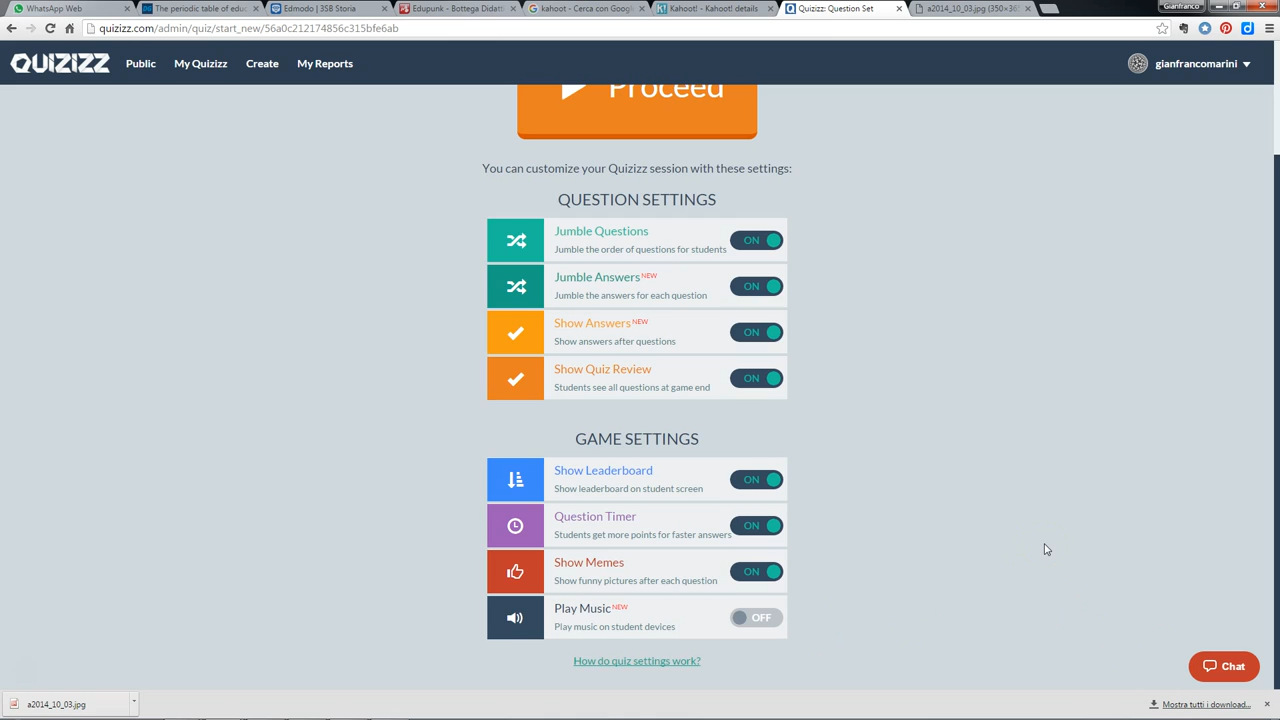 WhatsApp Web
The periodic table of educ
Edmodo | 3SB Storia
Edupunk - Bottega Didatti
kahoot - Cerca con Googl
Kahoot! - Kahoot! details
Quizizz: Question Set
a2014_10_03.jpg (350×365
Gianfranco
quizizz.com/admin/quiz/start_new/56a0c212174856c315bfe6ab
QUIZIZZ
Public
My Quizizz
Create
My Reports
gianfrancomarini
Proceed
You can customize your Quizizz session with these settings:
QUESTION SETTINGS
Jumble Questions
Jumble the order of questions for students
ON
Jumble Answers NEW
Jumble the answers for each question
ON
Show Answers NEW
Show answers after questions
ON
Show Quiz Review
Students see all questions at game end
ON
GAME SETTINGS
Show Leaderboard
Show leaderboard on student screen
ON
Question Timer
Students get more points for faster answers
ON
Show Memes
Show funny pictures after each question
ON
Play Music NEW
Play music on student devices
OFF
How do quiz settings work?
Chat
a2014_10_03.jpg
Mostra tutti i download...